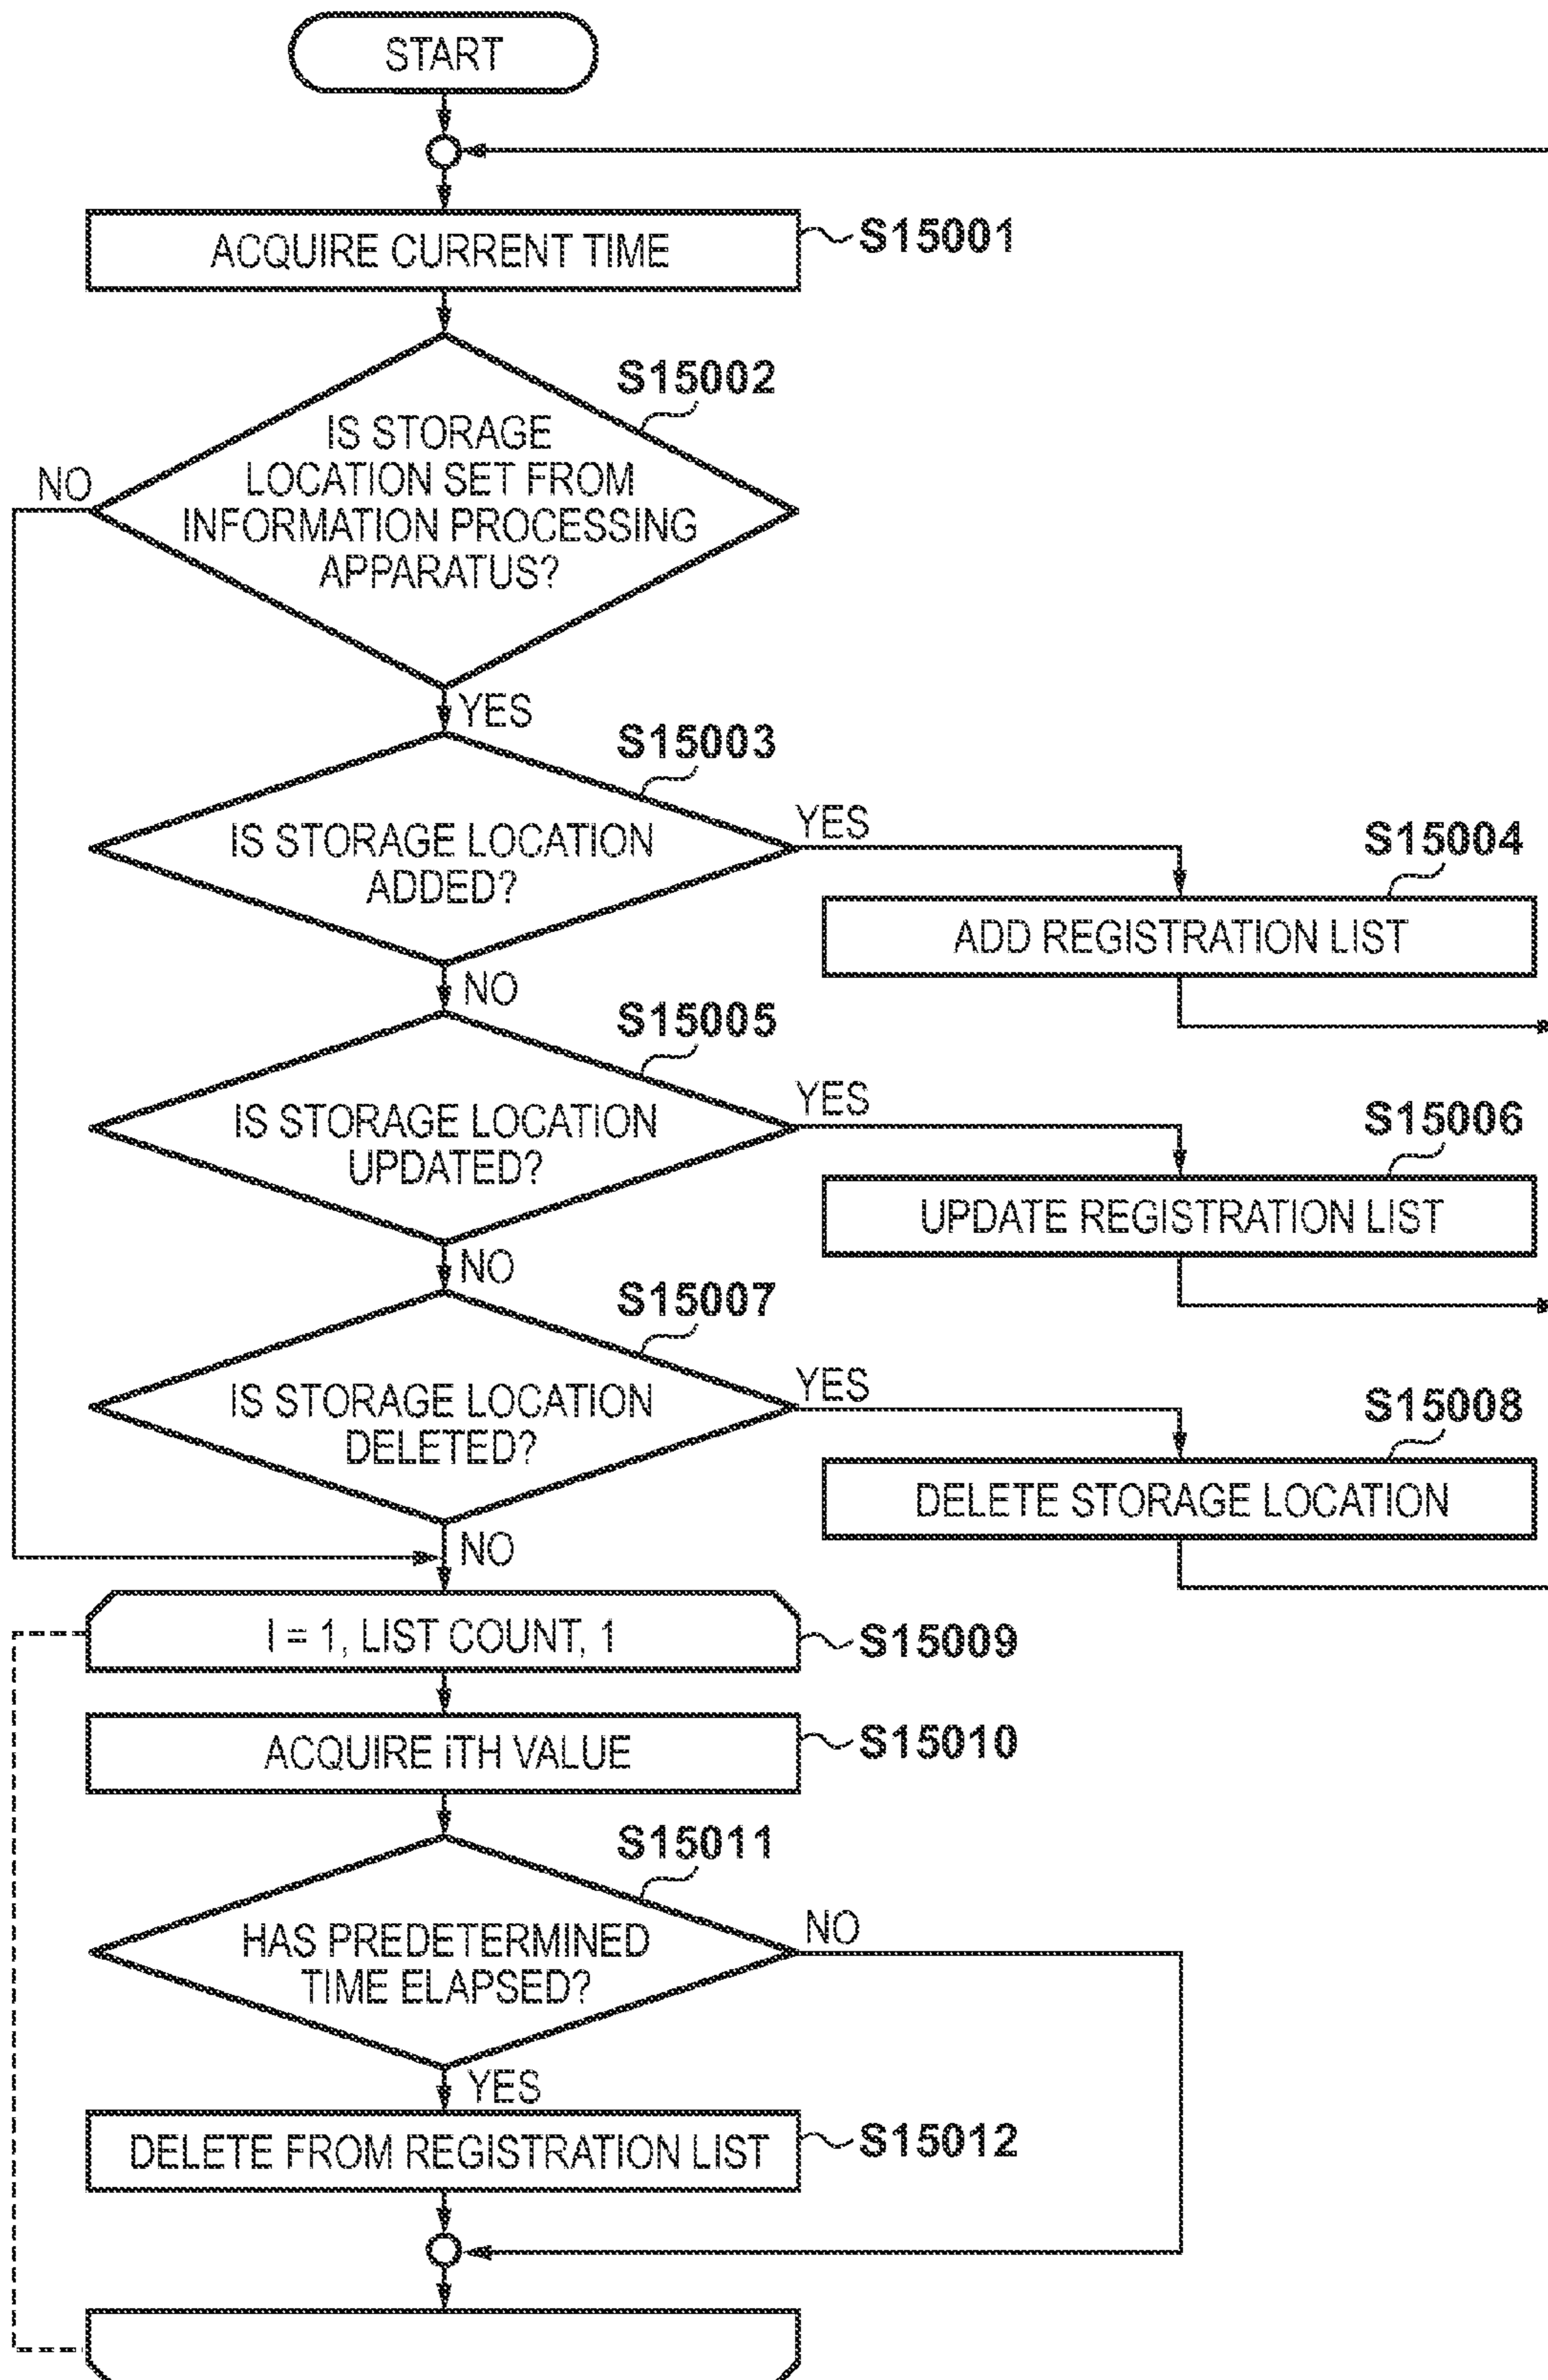 START
ACQUIRE CURRENT TIME
S15001
S15002
IS STORAGE
LOCATION SET FROM
INFORMATION PROCESSING
APPARATUS?
NO
YES
S15003
IS STORAGE LOCATION
ADDED?
YES
S15004
ADD REGISTRATION LIST
NO
S15005
IS STORAGE LOCATION
UPDATED?
YES
S15006
UPDATE REGISTRATION LIST
NO
S15007
IS STORAGE LOCATION
DELETED?
YES
S15008
DELETE STORAGE LOCATION
NO
I = 1, LIST COUNT, 1
S15009
ACQUIRE iTH VALUE
S15010
S15011
HAS PREDETERMINED
TIME ELAPSED?
NO
YES
DELETE FROM REGISTRATION LIST
S15012